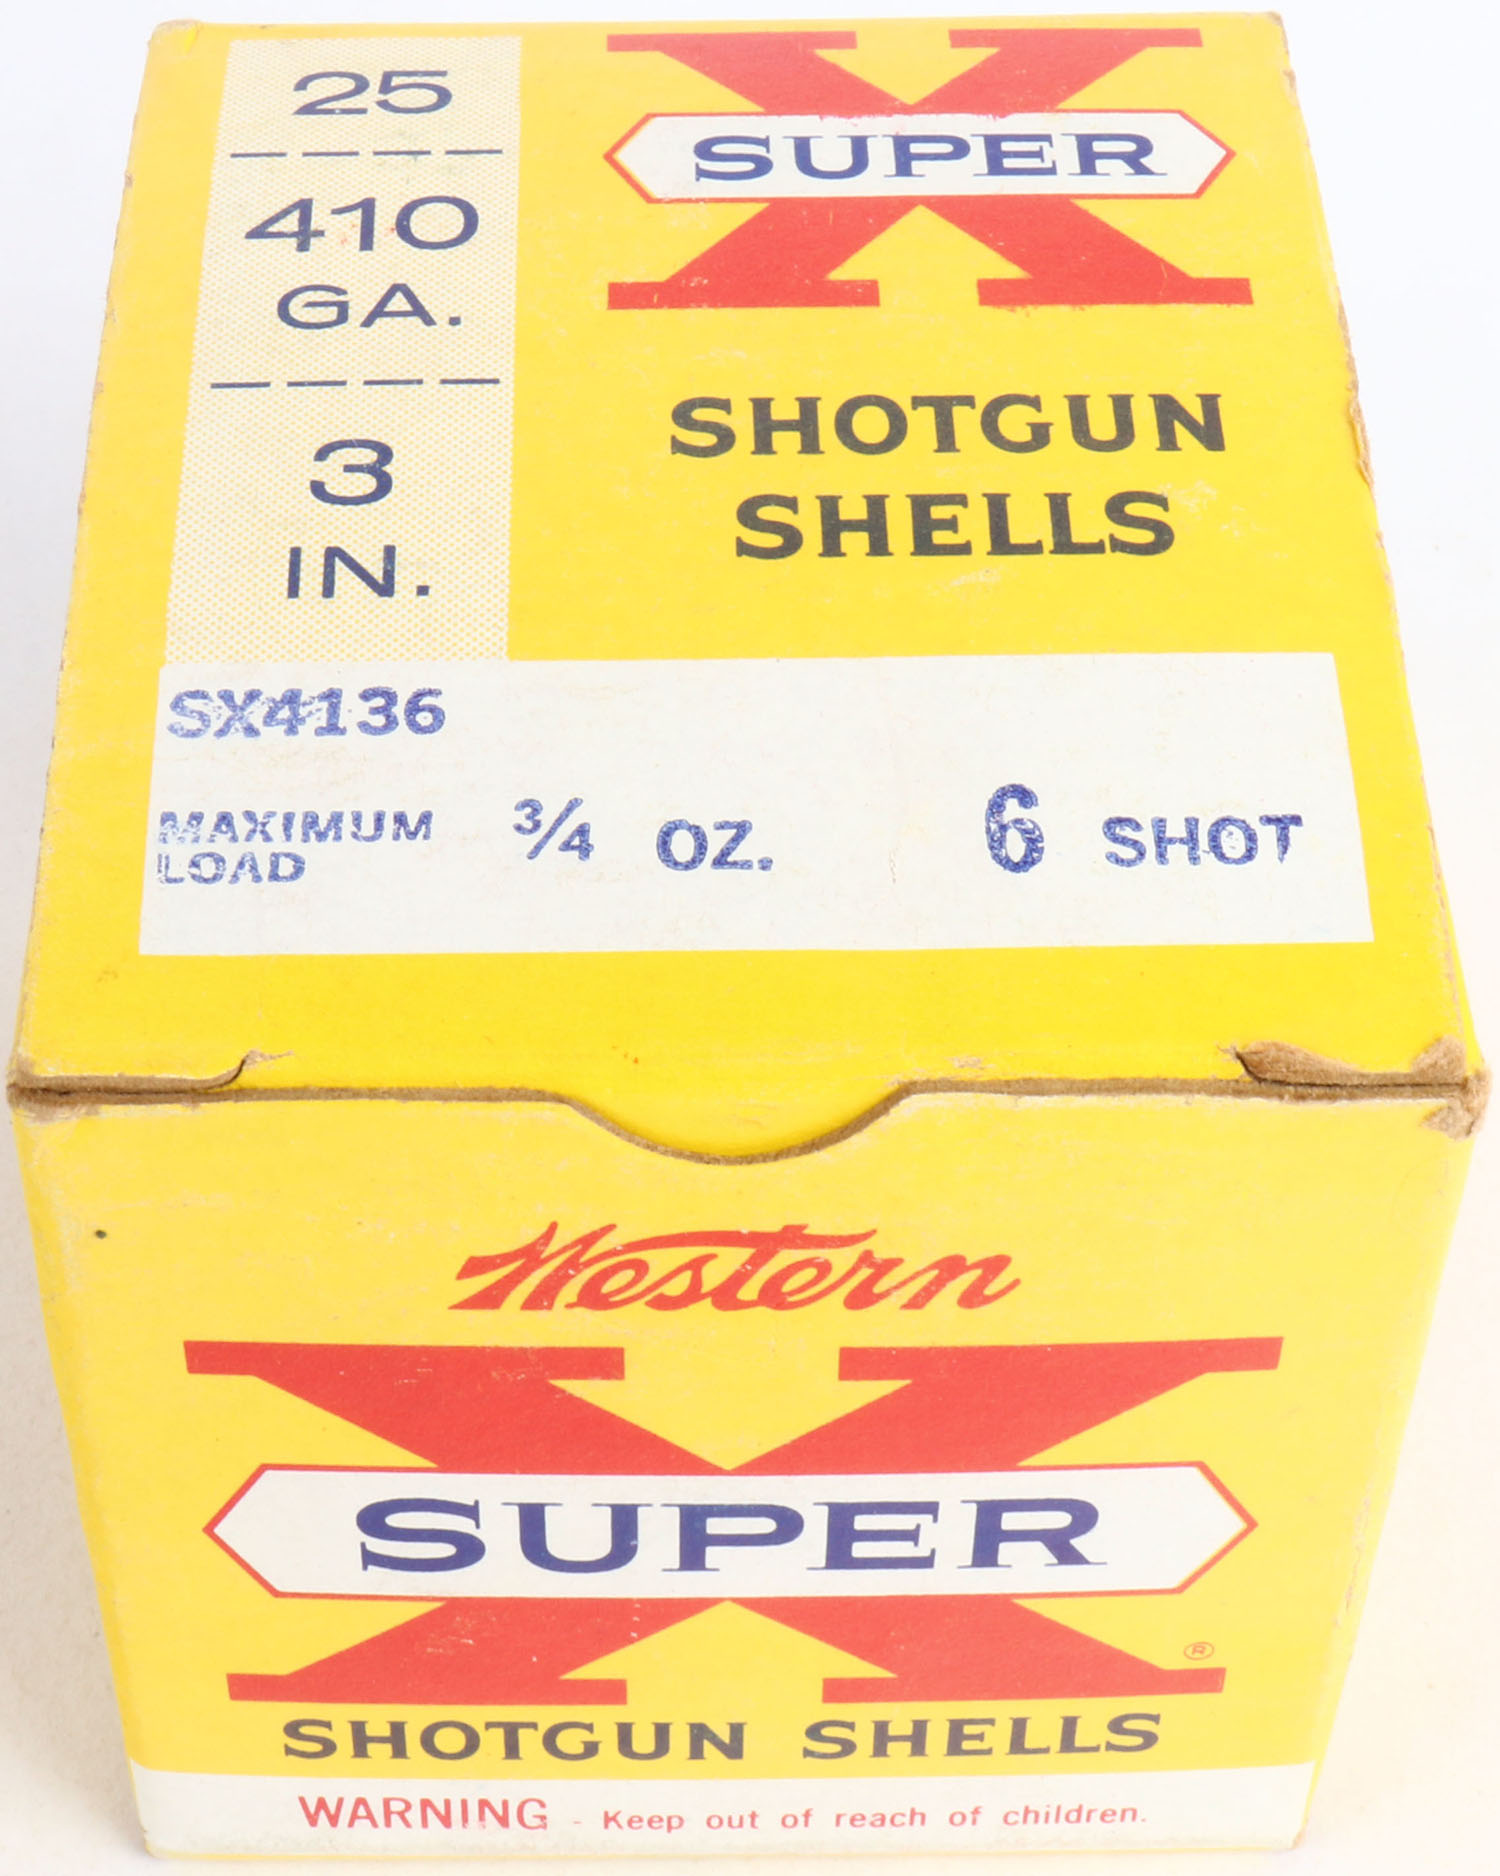 25
410
GA.
3
IN.
X
SUPER
SHOTGUN
SHELLS
SX4136
MAXIMUM
LOAD
3/4 OZ.
6 SHOT
Western
X
SUPER
®
SHOTGUN SHELLS
WARNING - Keep out of reach of children.